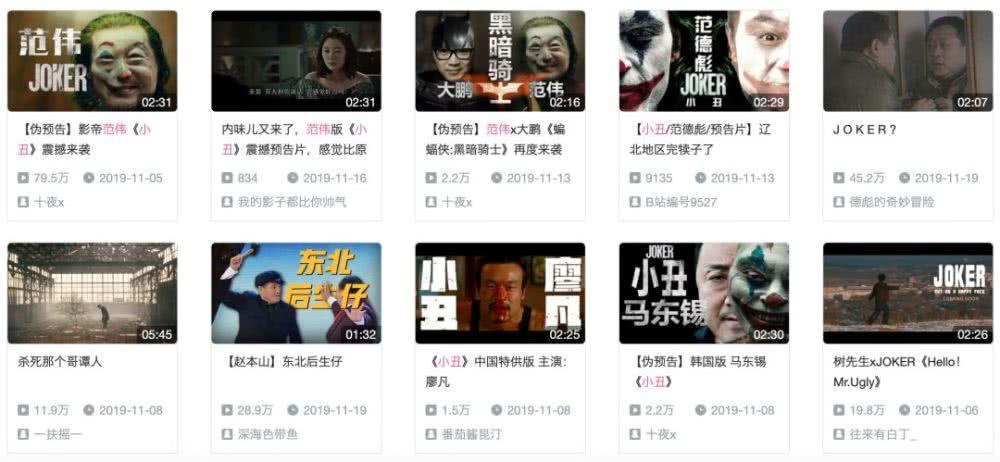 范伟
JOKER
02:31
【伪预告】影帝范伟《小
丑》震撼来袭
79.5万
2019-11-05
十夜x
02:31
内味儿又来了，范伟版《小
丑》震撼预告片，感觉比原
834
2019-11-16
我的影子都比你帅气
黑暗骑士
大鹏
范伟
02:16
【伪预告】范伟x大鹏《蝙
蝠侠:黑暗骑士》再度来袭
2.2万
2019-11-13
十夜x
范德彪
JOKER
小丑
02:29
【小丑/范德彪/预告片】辽
北地区完犊子了
9135
2019-11-13
B站编号9527
02:07
J O K E R ?
45.2万
2019-11-19
德彪的奇妙冒险
05:45
杀死那个哥谭人
11.9万
2019-11-08
一扶摇一
东北
后生仔
01:32
【赵本山】东北后生仔
28.9万
2019-11-19
深海色带鱼
小丑
廖凡
02:25
《小丑》中国特供版 主演：
廖凡
1.5万
2019-11-08
番茄酱昆汀
JOKER
小丑
马东锡
02:30
【伪预告】韩国版 马东锡
《小丑》
2.2万
2019-11-08
十夜x
JOKER
PUT ON A HAPPY FACE
COMING SOON
02:26
树先生xJOKER《Hello！
Mr.Ugly》
19.8万
2019-11-06
往来有白丁_